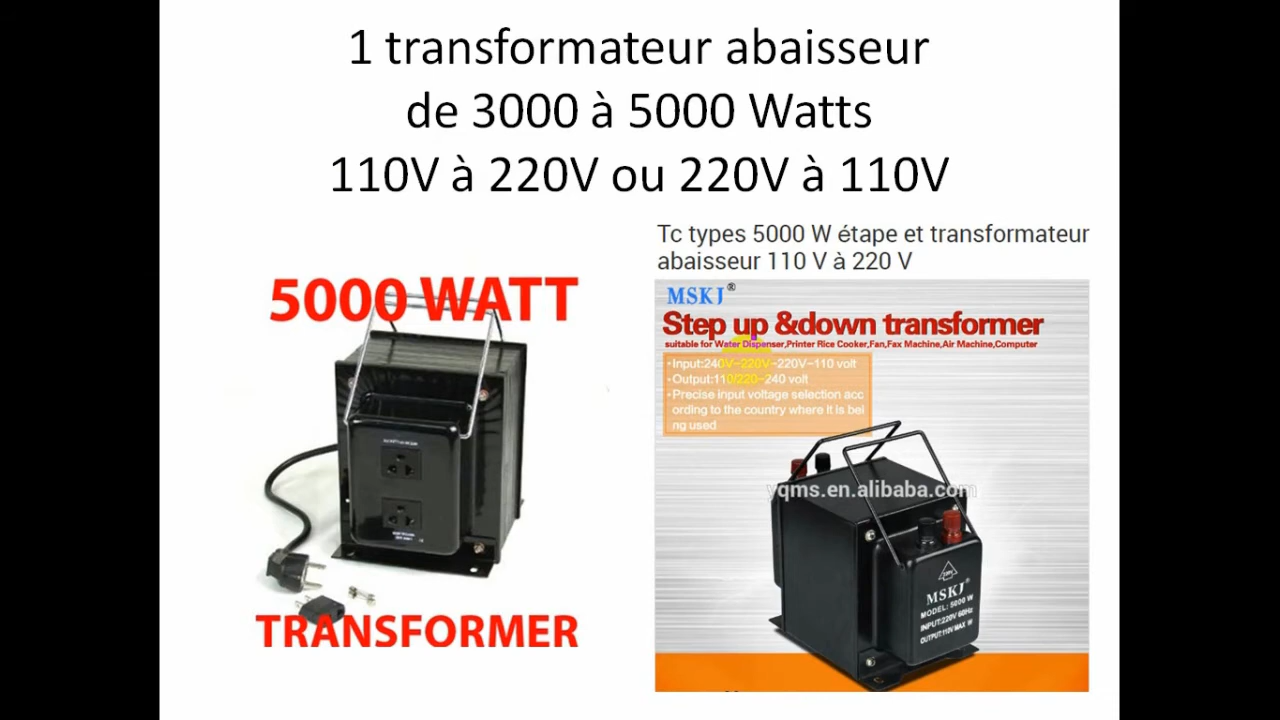 1 transformateur abaisseur
de 3000 à 5000 Watts
110V à 220V ou 220V à 110V
Tc types 5000 W étape et transformateur
abaisseur 110 V à 220 V
5000 WATT
TRANSFORMER
MSKJ®
Step up &down transformer
suitable for Water Dispenser,Printer Rice Cooker,Fan,Fax Machine,Air Machine,Computer
•Input:240V~220V~220V~110 volt
•Output:110/220~240 volt
•Precise input voltage selection acc
ording to the country where it is bei
ng used
yqms.en.alibaba.com
MSKJ®
MODEL: 5000 W
INPUT:220V 60Hz
OUTPUT:110V MAX W